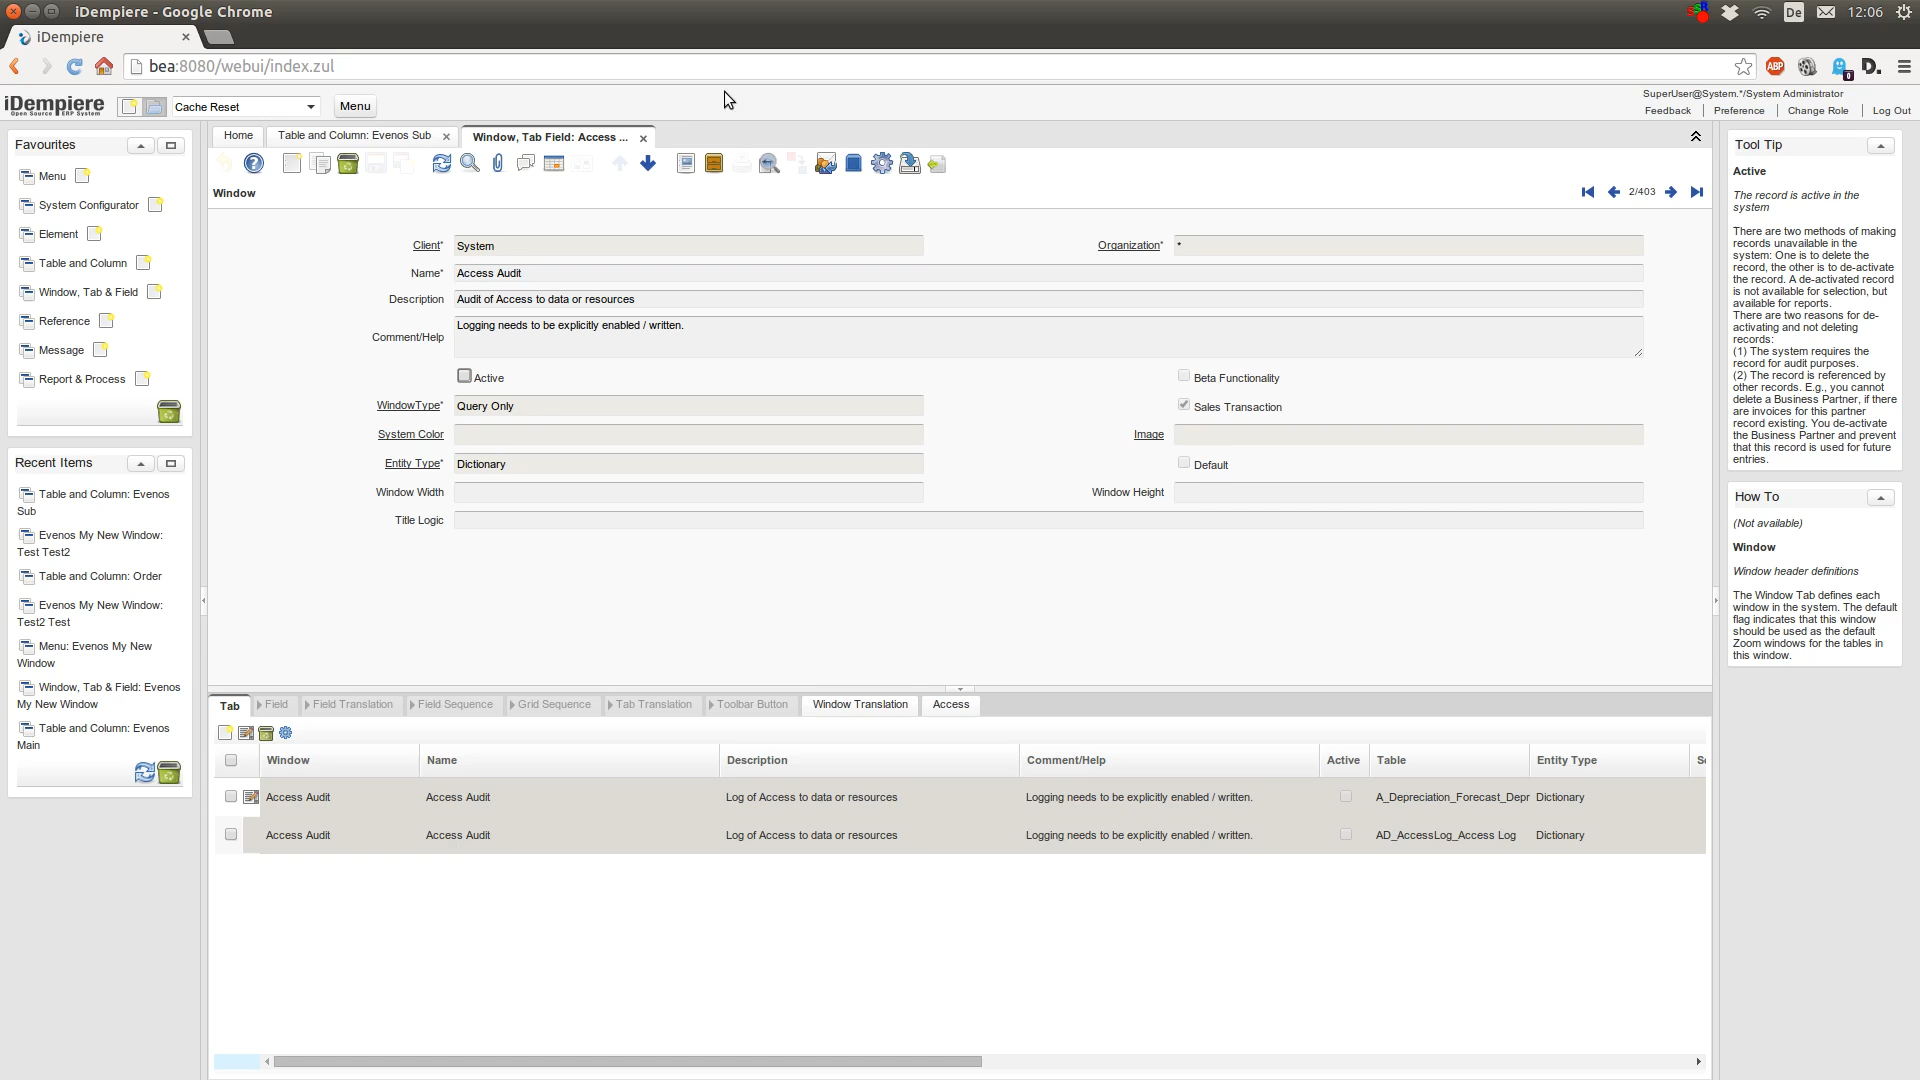 iDempiere - Google Chrome
De
12:06
iDempiere
bea:8080/webui/index.zul
ABP
0
D.
iDempiere
Open Source ERP System
Cache Reset
Menu
SuperUser@System.*/System Administrator
Feedback
Preference
Change Role
Log Out
Favourites
Menu
System Configurator
Element
Table and Column
Window, Tab & Field
Reference
Message
Report & Process
Recent Items
Table and Column: Evenos
Sub
Evenos My New Window:
Test Test2
Table and Column: Order
Evenos My New Window:
Test2 Test
Menu: Evenos My New
Window
Window, Tab & Field: Evenos
My New Window
Table and Column: Evenos
Main
Home
Table and Column: Evenos Sub
Window, Tab Field: Access ...
Window
2/403
Client*
System
Organization*
*
Name*
Access Audit
Description
Audit of Access to data or resources
Comment/Help
Logging needs to be explicitly enabled / written.
Active
Beta Functionality
WindowType*
Query Only
Sales Transaction
System Color
Image
Entity Type*
Dictionary
Default
Window Width
Window Height
Title Logic
Tab
Field
Field Translation
Field Sequence
Grid Sequence
Tab Translation
Toolbar Button
Window Translation
Access
Window
Name
Description
Comment/Help
Active
Table
Entity Type
Access Audit
Access Audit
Log of Access to data or resources
Logging needs to be explicitly enabled / written.
A_Depreciation_Forecast_Depr
Dictionary
Access Audit
Access Audit
Log of Access to data or resources
Logging needs to be explicitly enabled / written.
AD_AccessLog_Access Log
Dictionary
Tool Tip
Active
The record is active in the
system
There are two methods of making
records unavailable in the
system: One is to delete the
record, the other is to de-activate
the record. A de-activated record
is not available for selection, but
available for reports.
There are two reasons for de-
activating and not deleting
records:
(1) The system requires the
record for audit purposes.
(2) The record is referenced by
other records. E.g., you cannot
delete a Business Partner, if there
are invoices for this partner
record existing. You de-activate
the Business Partner and prevent
that this record is used for future
entries.
How To
(Not available)
Window
Window header definitions
The Window Tab defines each
window in the system. The default
flag indicates that this window
should be used as the default
Zoom windows for the tables in
this window.